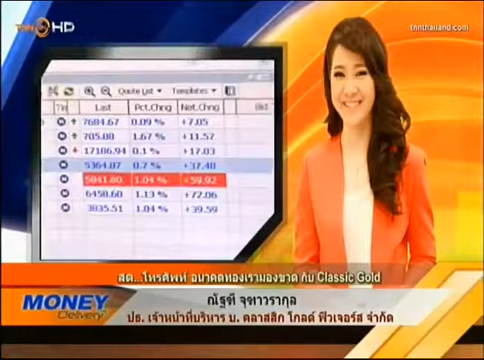 TNN HD
tnnthailand.com
Quote List Templates
Last Pct.Chng Net.Chng Bid
7684.67 0.09 % +7.05
705.88 1.67 % +11.57
17186.94 0.1 % +17.03
5364.87 0.7 % +37.48
5841.60 1.04 % +59.92
6458.60 1.13 % +72.06
3835.51 1.04 % +39.59
สด..โทรศัพท์ อนาคตทองเรามองขาด กับ Classic Gold
MONEY
Delivery
ณัฐฑี จุฑาวรากุล
ปธ. เจ้าหน้าที่บริหาร บ. คลาสสิก โกลด์ ฟิวเจอร์ส จำกัด